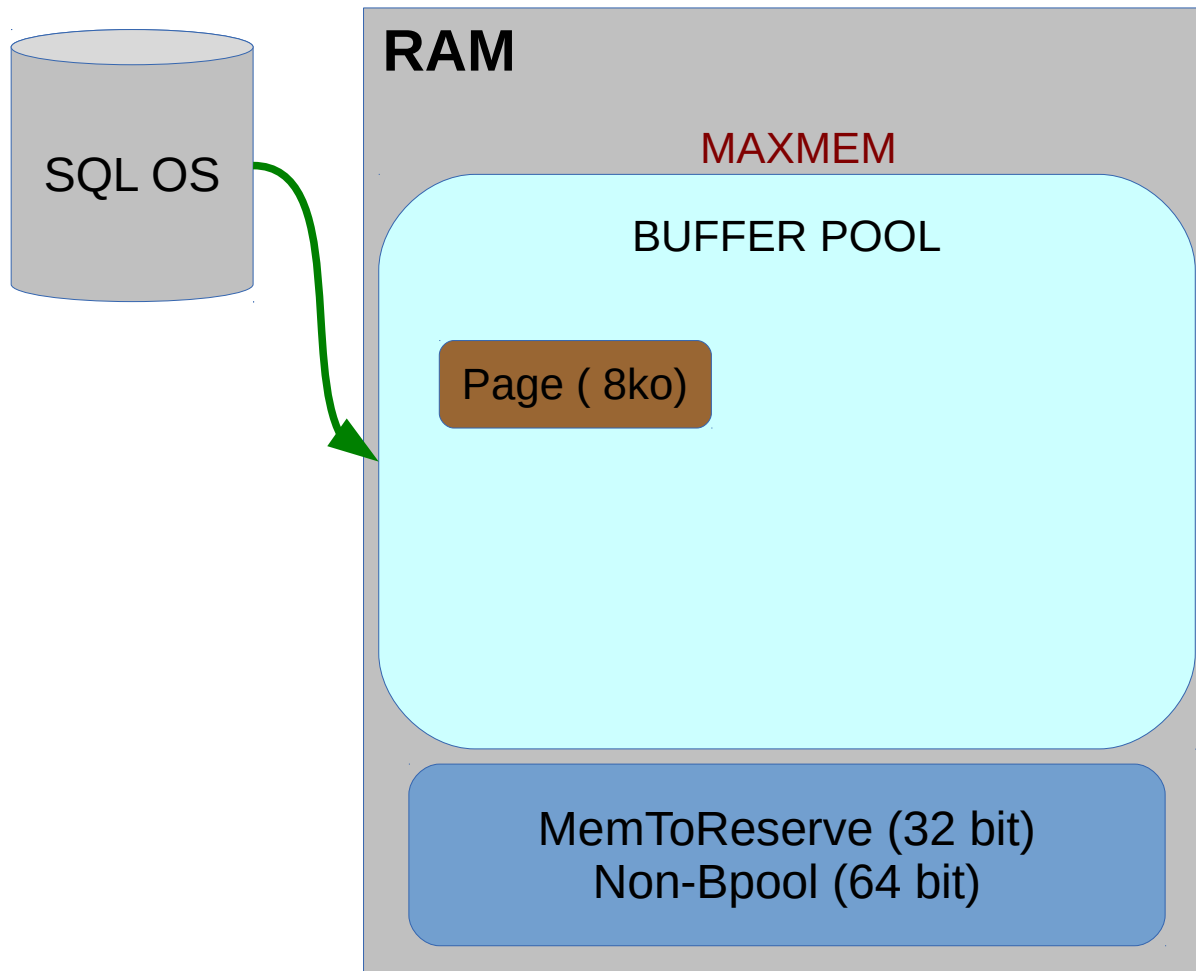 RAM
MAXMEM
SQL OS
BUFFER POOL
Page ( 8ko)
MemToReserve (32 bit)
Non-Bpool (64 bit)